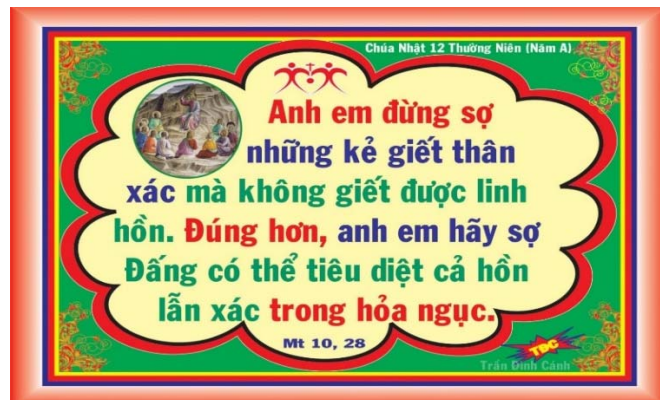 Chúa Nhật 12 Thường Niên (Năm A)
Anh em đừng sợ
những kẻ giết thân
xác mà không giết được linh
hồn. Đúng hơn, anh em hãy sợ
Đấng có thể tiêu diệt cả hồn
lẫn xác trong hỏa ngục.
Mt 10, 28
TĐC
Trần Đình Cảnh